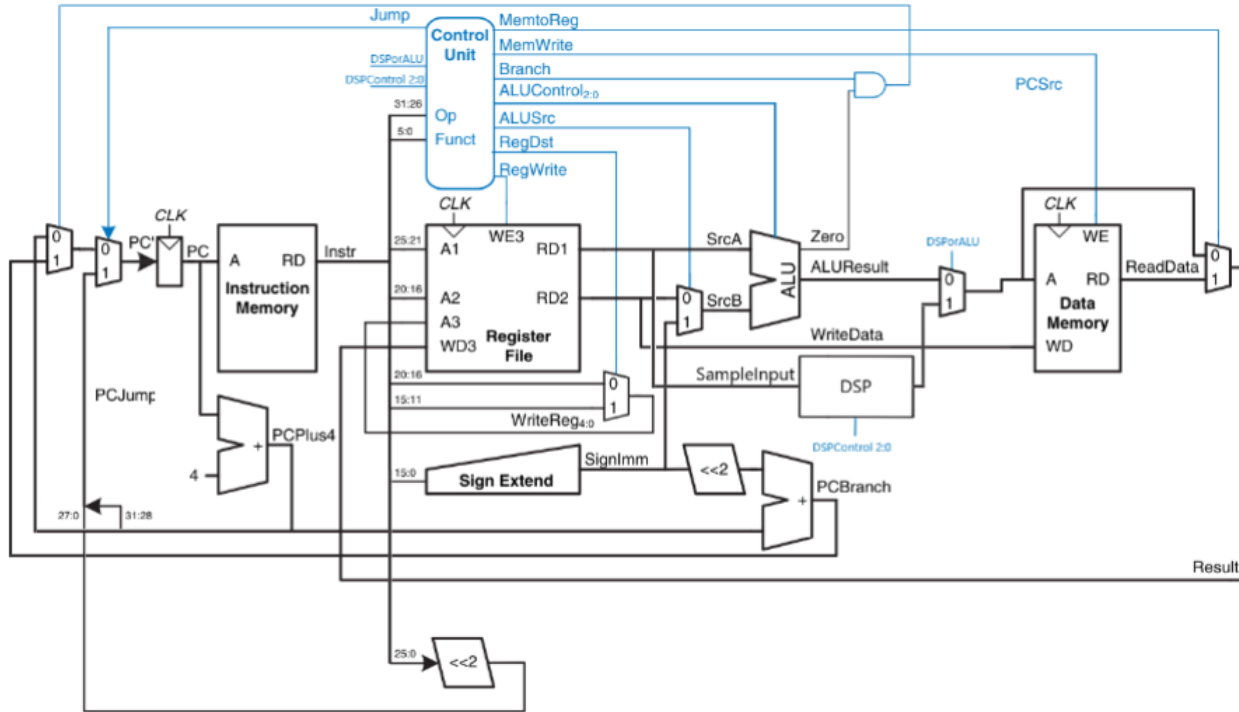 Jump
MemtoReg
Control
Unit
MemWrite
DSPorALU
Branch
PCSrc
DSPControl 2:0
ALUControl2:0
31:26
Op
ALUSrc
5:0
Funct
RegDst
RegWrite
CLK
CLK
CLK
0
1
PC'
0
1
PC
A
RD
Instr
Instruction
Memory
25:21
A1
WE3
RD1
SrcA
Zero
DSPorALU
WE
0
1
20:16
A2
RD2
0
1
SrcB
ALU
ALUResult
0
1
A
RD
ReadData
A3
Data
Memory
WD3
Register
File
WriteData
WD
20:16
0
SampleInput
DSP
PCJump
15:11
1
WriteReg4:0
PCPlus4
+
DSPControl 2:0
4
15:0
Sign Extend
SignImm
<<2
PCBranch
+
27:0
31:28
Result
25:0
<<2